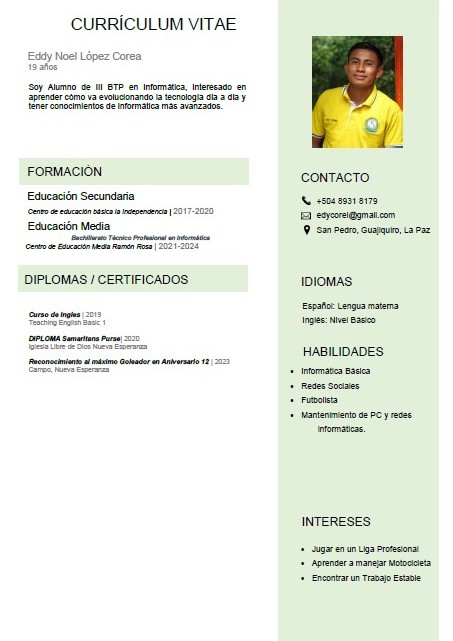 CURRÍCULUM VITAE
Eddy Noel López Corea
19 años
Soy Alumno de III BTP en Informática, Interesado en
aprender cómo va evolucionando la tecnología día a día y
tener conocimientos de informática más avanzados.
FORMACIÓN
Educación Secundaria
Centro de educación básica la Independencia | 2017-2020
Educación Media
Bachillerato Técnico Profesional en Informática
Centro de Educación Media Ramón Rosa | 2021-2024
DIPLOMAS / CERTIFICADOS
Curso de Ingles | 2019
Teaching English Basic 1
DIPLOMA Samaritans Purse| 2020
Iglesia Libre de Dios Nueva Esperanza
Reconocimiento al máximo Goleador en Aniversario 12 | 2023
Campo, Nueva Esperanza
CONTACTO
+504 8931 8179
edycorel@gmail.com
San Pedro, Guajiquiro, La Paz
IDIOMAS
Español: Lengua materna
Inglés: Nivel Básico
HABILIDADES
• Informática Básica
• Redes Sociales
• Futbolista
• Mantenimiento de PC y redes
informáticas.
INTERESES
• Jugar en un Liga Profesional
• Aprender a manejar Motocicleta
• Encontrar un Trabajo Estable